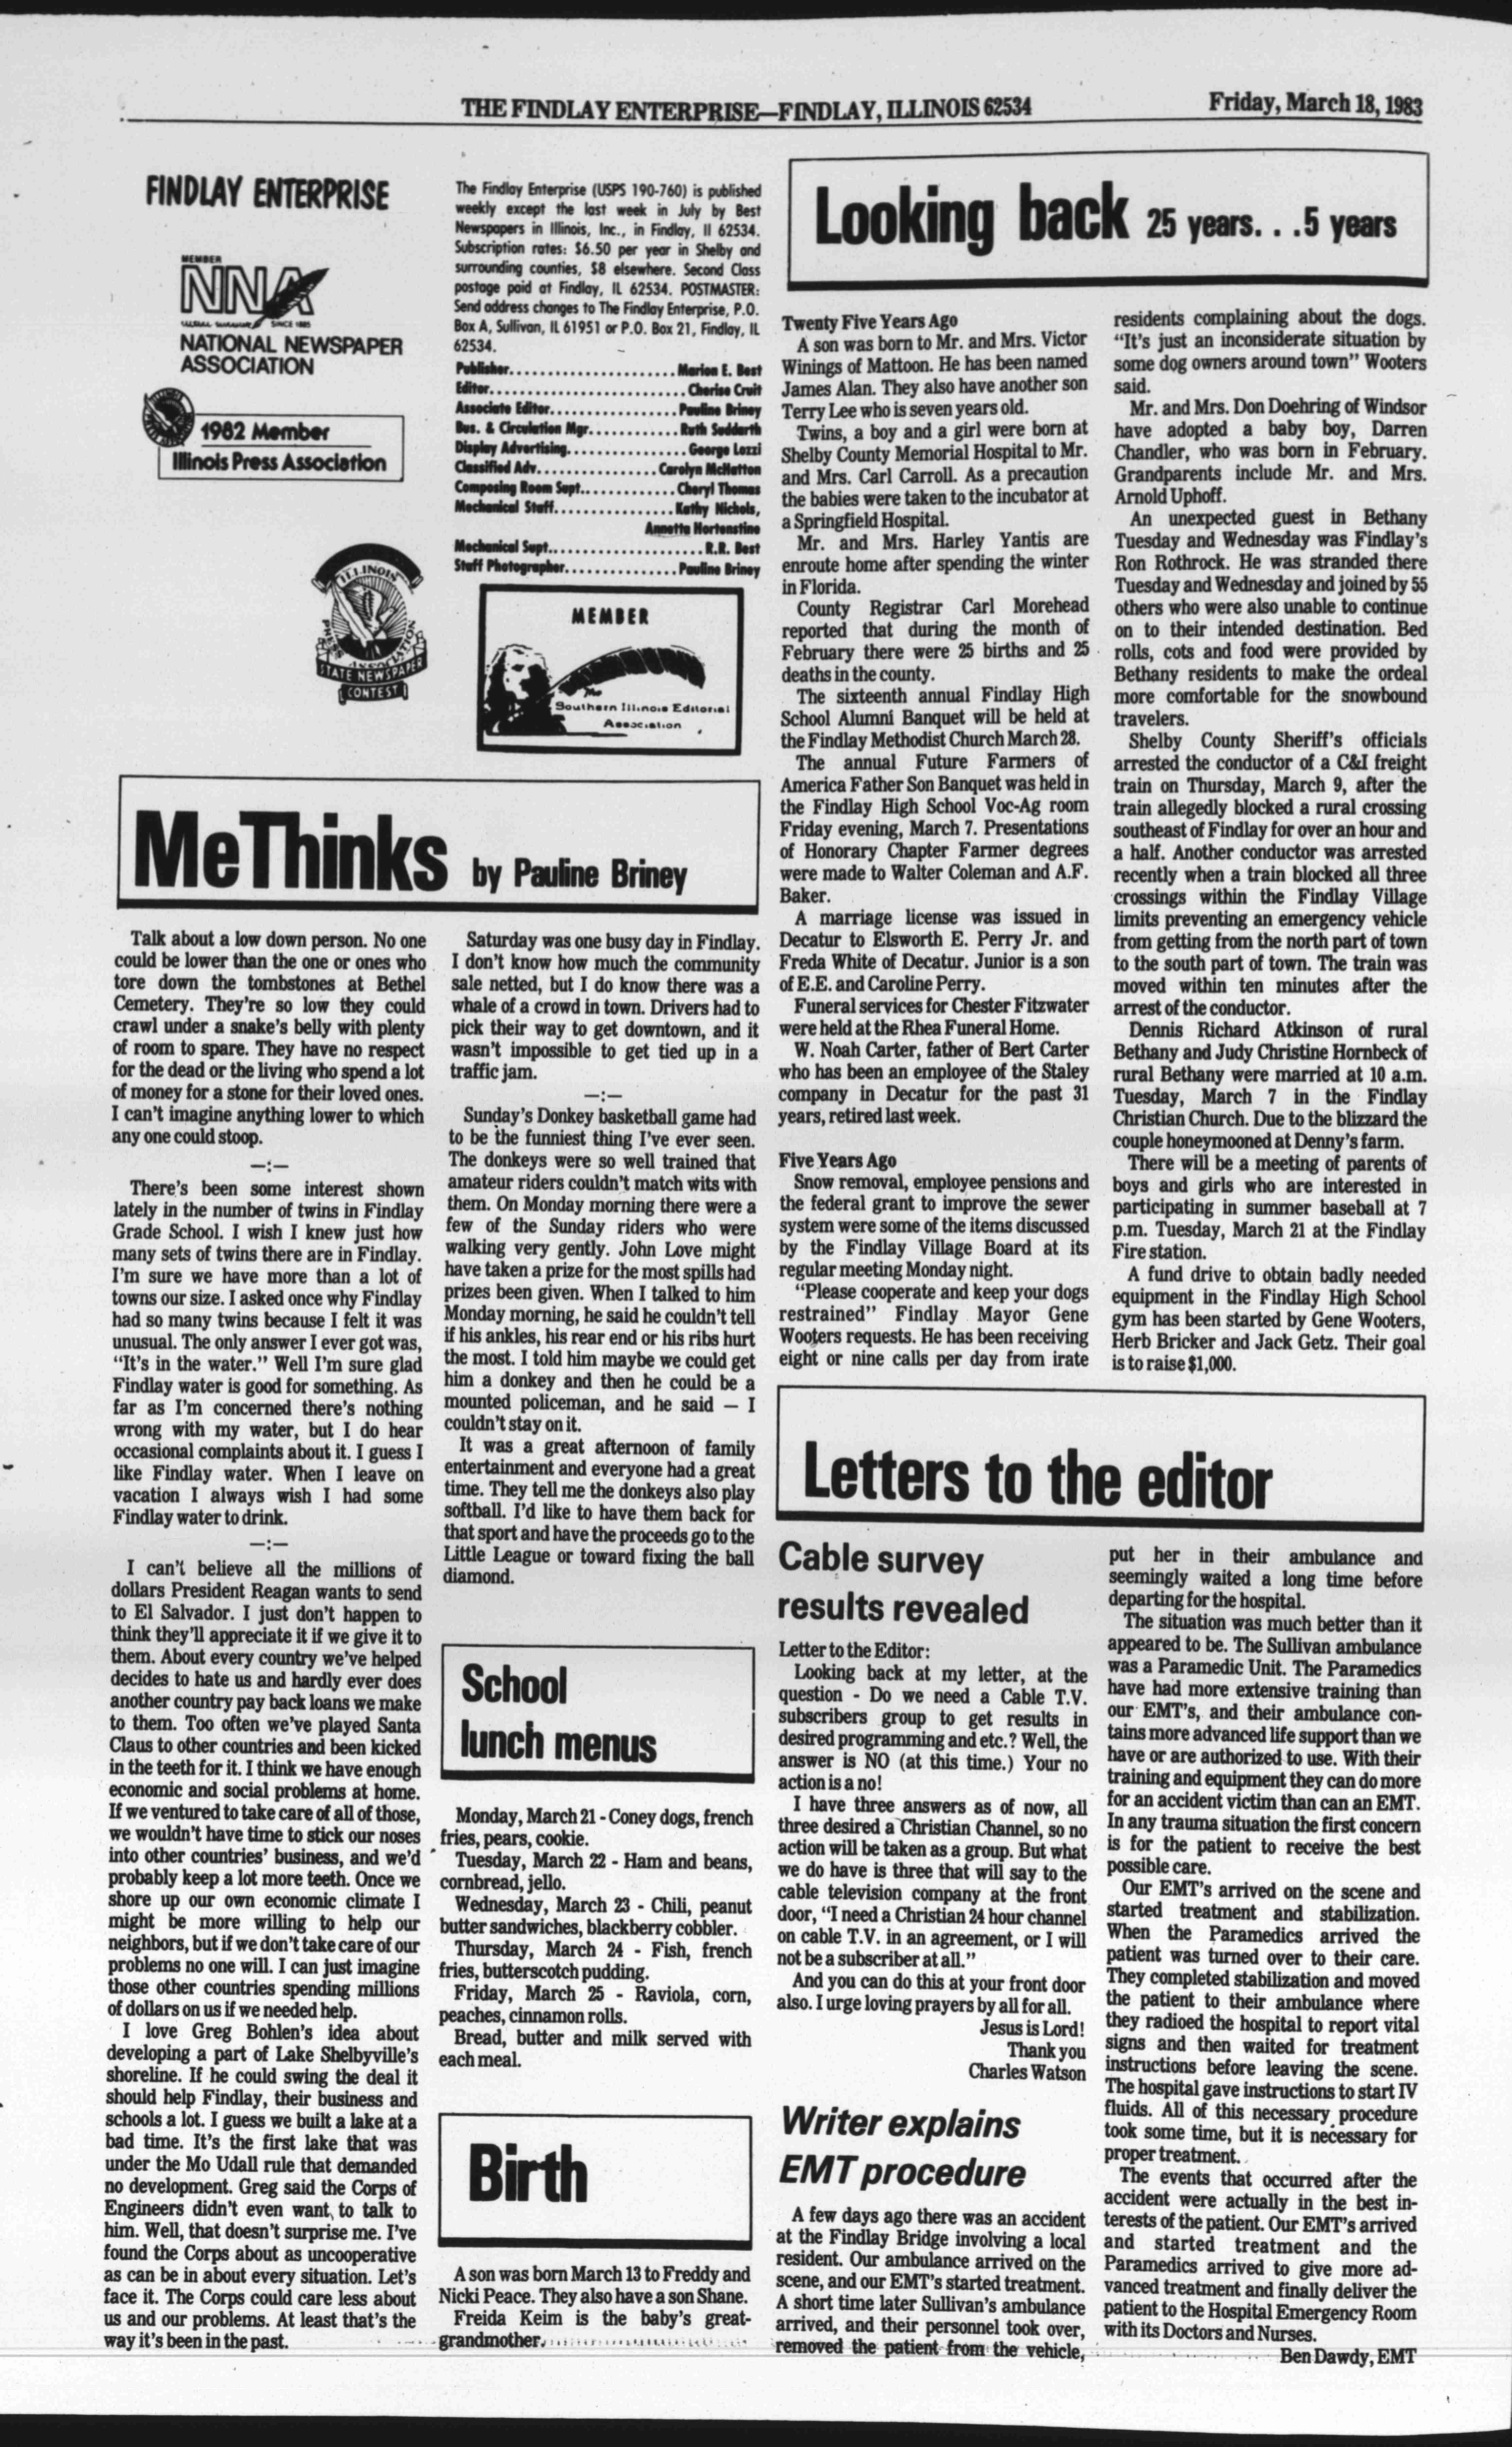 THE FINDLAY ENTERPRISE—FINDLAY, ILLINOIS 62534
Friday, March 18, 1983
FINDLAY ENTERPRISE
MEMBER
NNA
SINCE 1885
NATIONAL NEWSPAPER
ASSOCIATION
1982 Member
Illinois Press Association
ILLINOIS
PRESS ASSOCIATION
STATE NEWSPAPER
CONTEST
The Findlay Enterprise (USPS 190-760) is published
weekly except the last week in July by Best
Newspapers in Illinois, Inc., in Findlay, Il 62534.
Subscription rates: $6.50 per year in Shelby and
surrounding counties, $8 elsewhere. Second Class
postage paid at Findlay, IL 62534. POSTMASTER:
Send address changes to The Findlay Enterprise, P.O.
Box A, Sullivan, IL 61951 or P.O. Box 21, Findlay, IL
62534.
Publisher. . . . . . . . . . . . . . . . . . . . . Marion E. Best
Editor. . . . . . . . . . . . . . . . . . . . . . . . Cherise Cruit
Associate Editor. . . . . . . . . . . . . . . Pauline Briney
Bus. & Circulation Mgr. . . . . . . . . . . Ruth Suddarth
Display Advertising. . . . . . . . . . . . . . George Lozzi
Classified Adv. . . . . . . . . . . . . . . Carolyn McHatton
Composing Room Supt. . . . . . . . . . . Cheryl Thomas
Mechanical Staff. . . . . . . . . . . . . . . Kathy Nichols,
Annetta Hortenstine
Mechanical Supt. . . . . . . . . . . . . . . . . . . R.R. Best
Staff Photographer. . . . . . . . . . . . . . Pauline Briney
MEMBER
The
Southern Illinois Editorial
Association
MeThinks by Pauline Briney
Talk about a low down person. No one
could be lower than the one or ones who
tore down the tombstones at Bethel
Cemetery. They're so low they could
crawl under a snake's belly with plenty
of room to spare. They have no respect
for the dead or the living who spend a lot
of money for a stone for their loved ones.
I can't imagine anything lower to which
any one could stoop.
—:—
There's been some interest shown
lately in the number of twins in Findlay
Grade School. I wish I knew just how
many sets of twins there are in Findlay.
I'm sure we have more than a lot of
towns our size. I asked once why Findlay
had so many twins because I felt it was
unusual. The only answer I ever got was,
"It's in the water." Well I'm sure glad
Findlay water is good for something. As
far as I'm concerned there's nothing
wrong with my water, but I do hear
occasional complaints about it. I guess I
like Findlay water. When I leave on
vacation I always wish I had some
Findlay water to drink.
—:—
I can't believe all the millions of
dollars President Reagan wants to send
to El Salvador. I just don't happen to
think they'll appreciate it if we give it to
them. About every country we've helped
decides to hate us and hardly ever does
another country pay back loans we make
to them. Too often we've played Santa
Claus to other countries and been kicked
in the teeth for it. I think we have enough
economic and social problems at home.
If we ventured to take care of all of those,
we wouldn't have time to stick our noses
into other countries' business, and we'd
probably keep a lot more teeth. Once we
shore up our own economic climate I
might be more willing to help our
neighbors, but if we don't take care of our
problems no one will. I can just imagine
those other countries spending millions
of dollars on us if we needed help.
I love Greg Bohlen's idea about
developing a part of Lake Shelbyville's
shoreline. If he could swing the deal it
should help Findlay, their business and
schools a lot. I guess we built a lake at a
bad time. It's the first lake that was
under the Mo Udall rule that demanded
no development. Greg said the Corps of
Engineers didn't even want to talk to
him. Well, that doesn't surprise me. I've
found the Corps about as uncooperative
as can be in about every situation. Let's
face it. The Corps could care less about
us and our problems. At least that's the
way it's been in the past.
Saturday was one busy day in Findlay.
I don't know how much the community
sale netted, but I do know there was a
whale of a crowd in town. Drivers had to
pick their way to get downtown, and it
wasn't impossible to get tied up in a
traffic jam.
—:—
Sunday's Donkey basketball game had
to be the funniest thing I've ever seen.
The donkeys were so well trained that
amateur riders couldn't match wits with
them. On Monday morning there were a
few of the Sunday riders who were
walking very gently. John Love might
have taken a prize for the most spills had
prizes been given. When I talked to him
Monday morning, he said he couldn't tell
if his ankles, his rear end or his ribs hurt
the most. I told him maybe we could get
him a donkey and then he could be a
mounted policeman, and he said — I
couldn't stay on it.
It was a great afternoon of family
entertainment and everyone had a great
time. They tell me the donkeys also play
softball. I'd like to have them back for
that sport and have the proceeds go to the
Little League or toward fixing the ball
diamond.
School
lunch menus
Monday, March 21 - Coney dogs, french
fries, pears, cookie.
Tuesday, March 22 - Ham and beans,
cornbread, jello.
Wednesday, March 23 - Chili, peanut
butter sandwiches, blackberry cobbler.
Thursday, March 24 - Fish, french
fries, butterscotch pudding.
Friday, March 25 - Raviola, corn,
peaches, cinnamon rolls.
Bread, butter and milk served with
each meal.
Birth
A son was born March 13 to Freddy and
Nicki Peace. They also have a son Shane.
Freida Keim is the baby's great-
grandmother.
Looking back 25 years. . .5 years
Twenty Five Years Ago
A son was born to Mr. and Mrs. Victor
Winings of Mattoon. He has been named
James Alan. They also have another son
Terry Lee who is seven years old.
Twins, a boy and a girl were born at
Shelby County Memorial Hospital to Mr.
and Mrs. Carl Carroll. As a precaution
the babies were taken to the incubator at
a Springfield Hospital.
Mr. and Mrs. Harley Yantis are
enroute home after spending the winter
in Florida.
County Registrar Carl Morehead
reported that during the month of
February there were 25 births and 25
deaths in the county.
The sixteenth annual Findlay High
School Alumni Banquet will be held at
the Findlay Methodist Church March 28.
The annual Future Farmers of
America Father Son Banquet was held in
the Findlay High School Voc-Ag room
Friday evening, March 7. Presentations
of Honorary Chapter Farmer degrees
were made to Walter Coleman and A.F.
Baker.
A marriage license was issued in
Decatur to Elsworth E. Perry Jr. and
Freda White of Decatur. Junior is a son
of E.E. and Caroline Perry.
Funeral services for Chester Fitzwater
were held at the Rhea Funeral Home.
W. Noah Carter, father of Bert Carter
who has been an employee of the Staley
company in Decatur for the past 31
years, retired last week.
Five Years Ago
Snow removal, employee pensions and
the federal grant to improve the sewer
system were some of the items discussed
by the Findlay Village Board at its
regular meeting Monday night.
"Please cooperate and keep your dogs
restrained" Findlay Mayor Gene
Wooters requests. He has been receiving
eight or nine calls per day from irate
residents complaining about the dogs.
"It's just an inconsiderate situation by
some dog owners around town" Wooters
said.
Mr. and Mrs. Don Doehring of Windsor
have adopted a baby boy, Darren
Chandler, who was born in February.
Grandparents include Mr. and Mrs.
Arnold Uphoff.
An unexpected guest in Bethany
Tuesday and Wednesday was Findlay's
Ron Rothrock. He was stranded there
Tuesday and Wednesday and joined by 55
others who were also unable to continue
on to their intended destination. Bed
rolls, cots and food were provided by
Bethany residents to make the ordeal
more comfortable for the snowbound
travelers.
Shelby County Sheriff's officials
arrested the conductor of a C&I freight
train on Thursday, March 9, after the
train allegedly blocked a rural crossing
southeast of Findlay for over an hour and
a half. Another conductor was arrested
recently when a train blocked all three
crossings within the Findlay Village
limits preventing an emergency vehicle
from getting from the north part of town
to the south part of town. The train was
moved within ten minutes after the
arrest of the conductor.
Dennis Richard Atkinson of rural
Bethany and Judy Christine Hornbeck of
rural Bethany were married at 10 a.m.
Tuesday, March 7 in the Findlay
Christian Church. Due to the blizzard the
couple honeymooned at Denny's farm.
There will be a meeting of parents of
boys and girls who are interested in
participating in summer baseball at 7
p.m. Tuesday, March 21 at the Findlay
Fire station.
A fund drive to obtain badly needed
equipment in the Findlay High School
gym has been started by Gene Wooters,
Herb Bricker and Jack Getz. Their goal
is to raise $1,000.
Letters to the editor
Cable survey
results revealed
Letter to the Editor:
Looking back at my letter, at the
question - Do we need a Cable T.V.
subscribers group to get results in
desired programming and etc.? Well, the
answer is NO (at this time.) Your no
action is a no!
I have three answers as of now, all
three desired a Christian Channel, so no
action will be taken as a group. But what
we do have is three that will say to the
cable television company at the front
door, "I need a Christian 24 hour channel
on cable T.V. in an agreement, or I will
not be a subscriber at all."
And you can do this at your front door
also. I urge loving prayers by all for all.
Jesus is Lord!
Thank you
Charles Watson
Writer explains
EMT procedure
A few days ago there was an accident
at the Findlay Bridge involving a local
resident. Our ambulance arrived on the
scene, and our EMT's started treatment.
A short time later Sullivan's ambulance
arrived, and their personnel took over,
removed the patient from the vehicle,
put her in their ambulance and
seemingly waited a long time before
departing for the hospital.
The situation was much better than it
appeared to be. The Sullivan ambulance
was a Paramedic Unit. The Paramedics
have had more extensive training than
our EMT's, and their ambulance con-
tains more advanced life support than we
have or are authorized to use. With their
training and equipment they can do more
for an accident victim than can an EMT.
In any trauma situation the first concern
is for the patient to receive the best
possible care.
Our EMT's arrived on the scene and
started treatment and stabilization.
When the Paramedics arrived the
patient was turned over to their care.
They completed stabilization and moved
the patient to their ambulance where
they radioed the hospital to report vital
signs and then waited for treatment
instructions before leaving the scene.
The hospital gave instructions to start IV
fluids. All of this necessary procedure
took some time, but it is necessary for
proper treatment.
The events that occurred after the
accident were actually in the best in-
terests of the patient. Our EMT's arrived
and started treatment and the
Paramedics arrived to give more ad-
vanced treatment and finally deliver the
patient to the Hospital Emergency Room
with its Doctors and Nurses.
Ben Dawdy, EMT